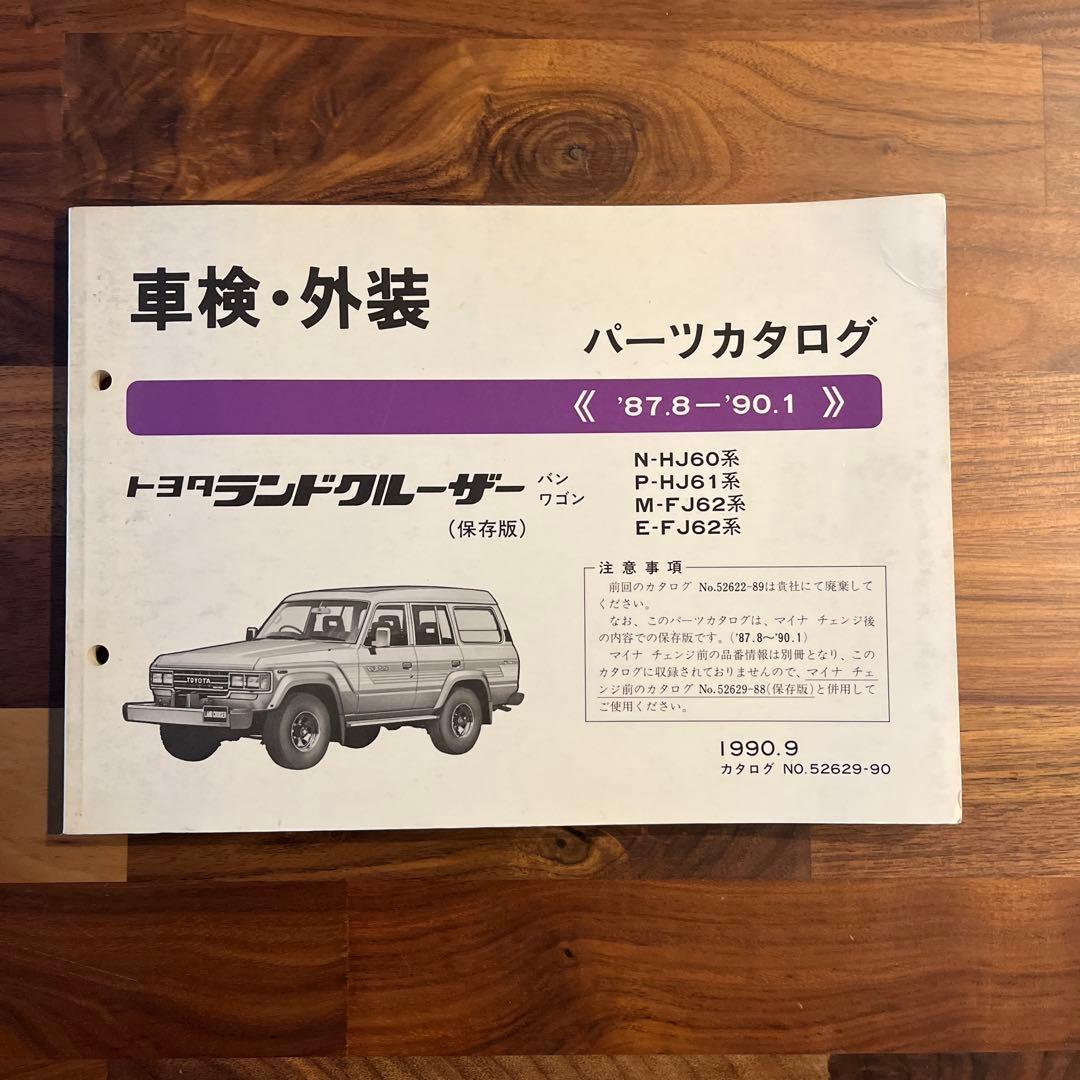 車検・外装
パーツカタログ
《 '87.8―'90.1 》
トヨタランドクルーザー バン ワゴン
(保存版)
N-HJ60系
P-HJ61系
M-FJ62系
E-FJ62系
注意事項
前回のカタログ No.52622-89は貴社にて廃棄して
ください。
なお、このパーツカタログは、マイナ チェンジ後
の内容での保存版です。('87.8〜'90.1)
マイナ チェンジ前の品番情報は別冊となり、この
カタログに収録されておりませんので、マイナ チェ
ンジ前のカタログ No.52629-88(保存版)と併用して
ご使用ください。
TOYOTA
LAND CRUISER
1990.9
カタログ NO.52629-90